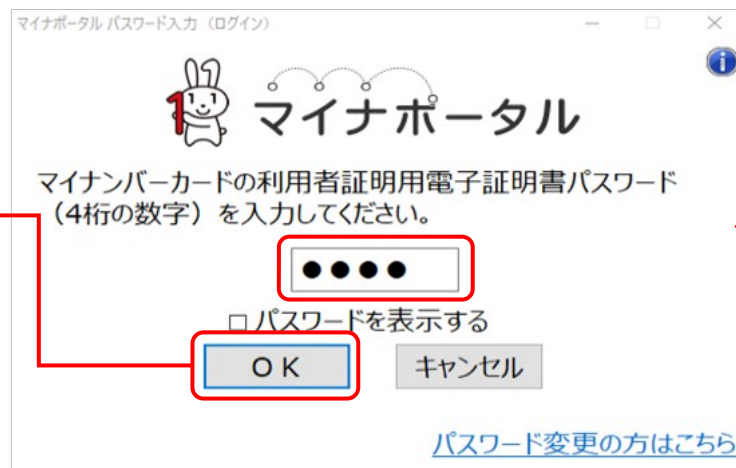 マイナポータル パスワード入力 (ログイン)
マイナポータル
マイナンバーカードの利用者証明用電子証明書パスワード
（4桁の数字）を入力してください。
●●●●
パスワードを表示する
ＯＫ
キャンセル
パスワード変更の方はこちら